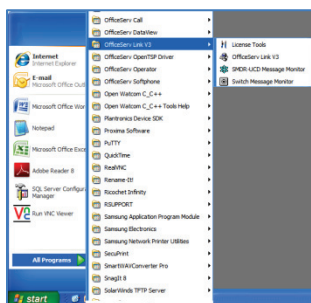 Internet
Internet Explorer
E-mail
Microsoft Office Outl
Microsoft Office Wor
Notepad
Microsoft Office Exce
Adobe Reader 8
SQL Server Configur
Manager
Run VNC Viewer
All Programs
start
OfficeServ Call
OfficeServ DataView
OfficeServ Link V3
OfficeServ OpenTSP Driver
OfficeServ Operator
OfficeServ Softphone
Open Watcom C_C++
Open Watcom C_C++ Tools Help
Plantronics Device SDK
Proxima Software
PuTTY
QuickTime
RealVNC
Rename-It!
Ricochet Infinity
RSUPPORT
Samsung Application Program Module
Samsung Electronics
Samsung Network Printer Utilities
SecuPrint
SmartWAVConverter Pro
SnagIt 8
SolarWinds TFTP Server
License Tools
OfficeServ Link V3
SMDR-UCD Message Monitor
Switch Message Monitor